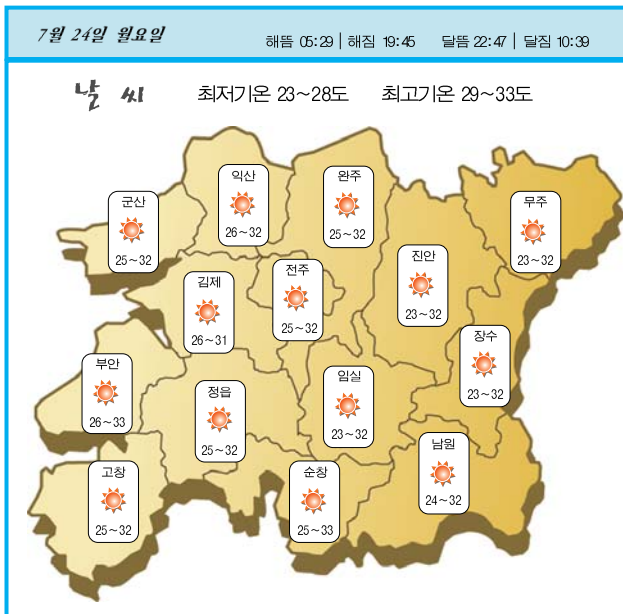 7월 24일 월요일
해뜸 05:29 | 해짐 19:45 달뜸 22:47 | 달짐 10:39
날 씨 최저기온 23~28도 최고기온 29~33도
군산
25~32
익산
26~32
완주
25~32
무주
23~32
김제
26~31
전주
25~32
진안
23~32
장수
23~32
부안
26~33
정읍
25~32
임실
23~32
남원
24~32
고창
25~32
순창
25~33